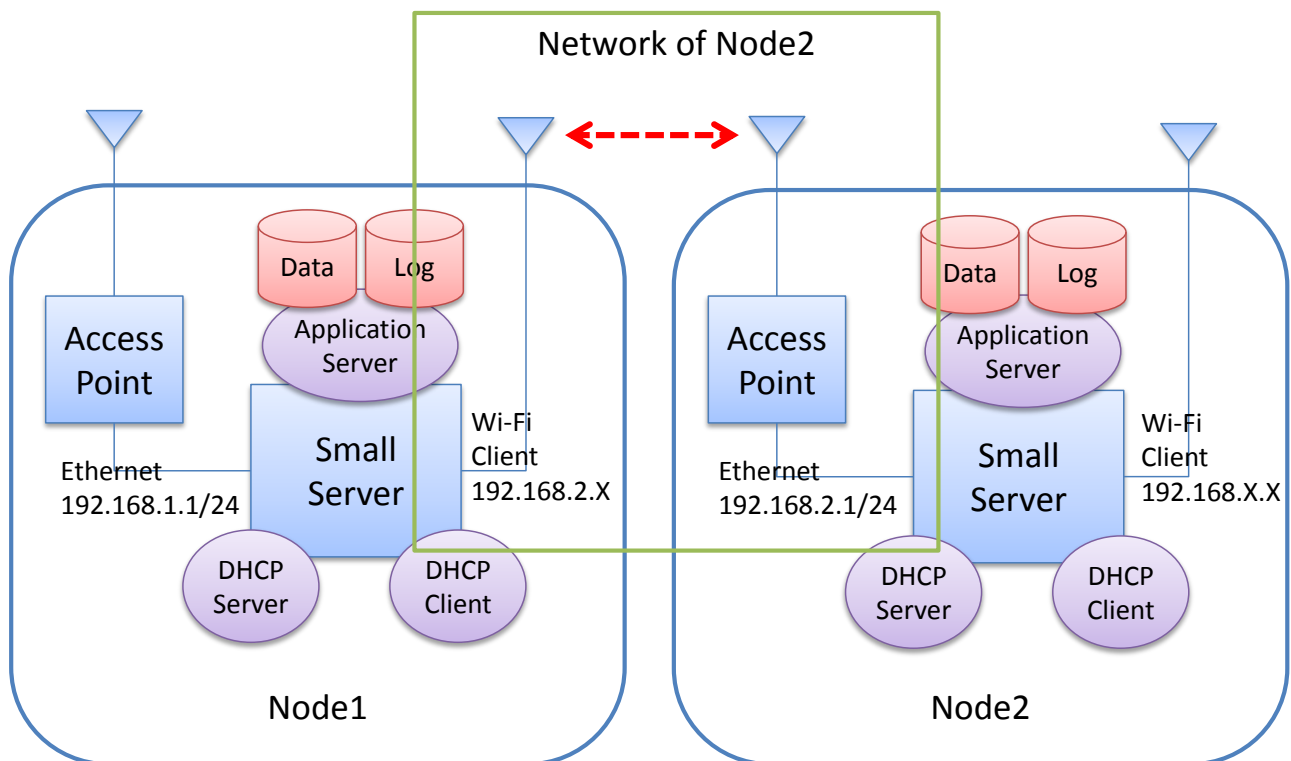 Network of Node2
Data
Log
Application
Server
Access
Point
Small
Server
Wi-Fi
Client
192.168.2.X
Ethernet
192.168.1.1/24
DHCP
Server
DHCP
Client
Node1
Data
Log
Application
Server
Access
Point
Small
Server
Wi-Fi
Client
192.168.X.X
Ethernet
192.168.2.1/24
DHCP
Server
DHCP
Client
Node2